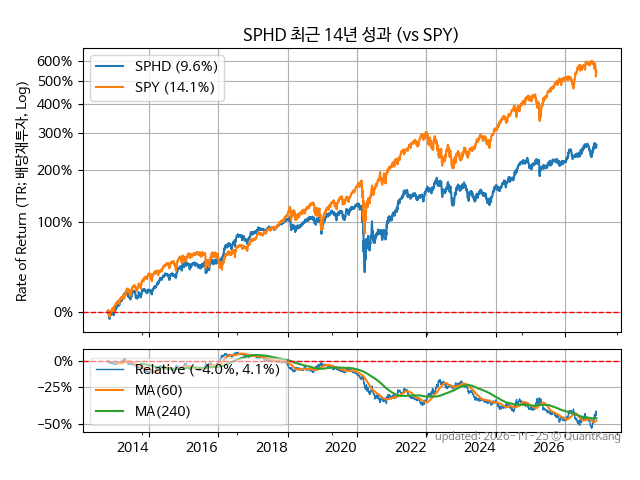 SPHD 최근 14년 성과 (vs SPY)
Rate of Return (TR: 배당재투자, Log)
600%
500%
400%
300%
200%
100%
0%
SPHD (9.6%)
SPY (14.1%)
0%
−25%
−50%
Relative (−4.0%, 4.1%)
MA(60)
MA(240)
2014
2016
2018
2020
2022
2024
2026
updated: 2026-11-25 © QuantKang